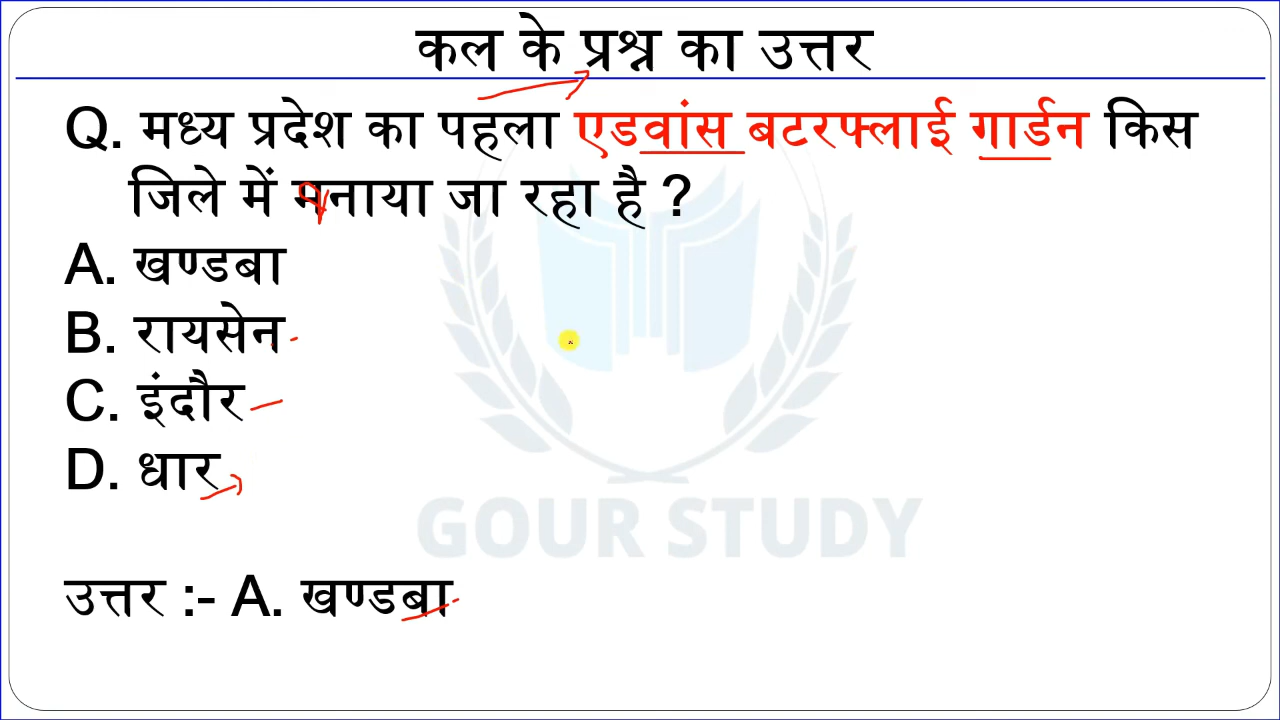 कल के प्रश्न का उत्तर
Q. मध्य प्रदेश का पहला एडवांस बटरफ्लाई गार्डन किस
जिले में मनाया जा रहा है ?
A. खण्डबा
B. रायसेन
C. इंदौर
D. धार
GOUR STUDY
उत्तर :- A. खण्डबा